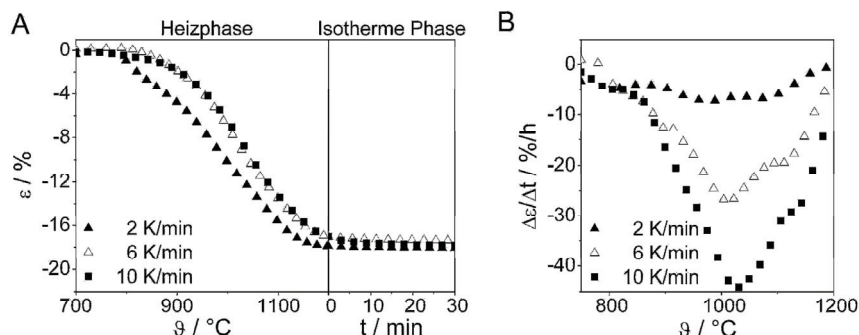 A
Heizphase
Isotherme Phase
ε / %
0
-4
-8
-12
-16
-20
2 K/min
6 K/min
10 K/min
700
900
1100
0
10
20
30
ϑ / °C
t / min
B
Δε/Δt / %/h
0
-10
-20
-30
-40
2 K/min
6 K/min
10 K/min
800
1000
1200
ϑ / °C